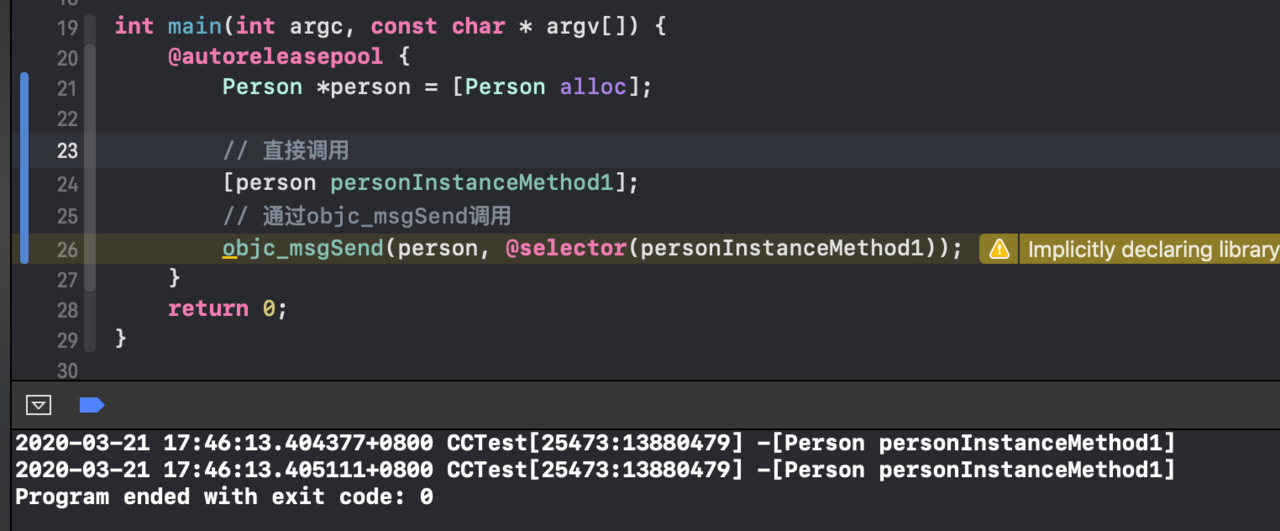 19 int main(int argc, const char * argv[]) {
20 @autoreleasepool {
21 Person *person = [Person alloc];
22
23 // 直接调用
24 [person personInstanceMethod1];
25 // 通过objc_msgSend调用
26 objc_msgSend(person, @selector(personInstanceMethod1)); Implicitly declaring library
27 }
28 return 0;
29 }
30
2020-03-21 17:46:13.404377+0800 CCTest[25473:13880479] -[Person personInstanceMethod1]
2020-03-21 17:46:13.405111+0800 CCTest[25473:13880479] -[Person personInstanceMethod1]
Program ended with exit code: 0